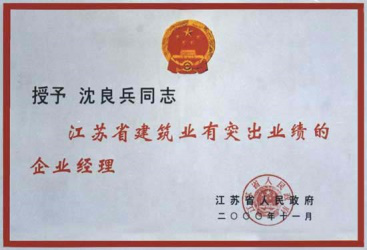 授予 沈良兵同志
江苏省建筑业有突出业绩的
企业经理
江苏省人民政府
二〇〇〇年十一月